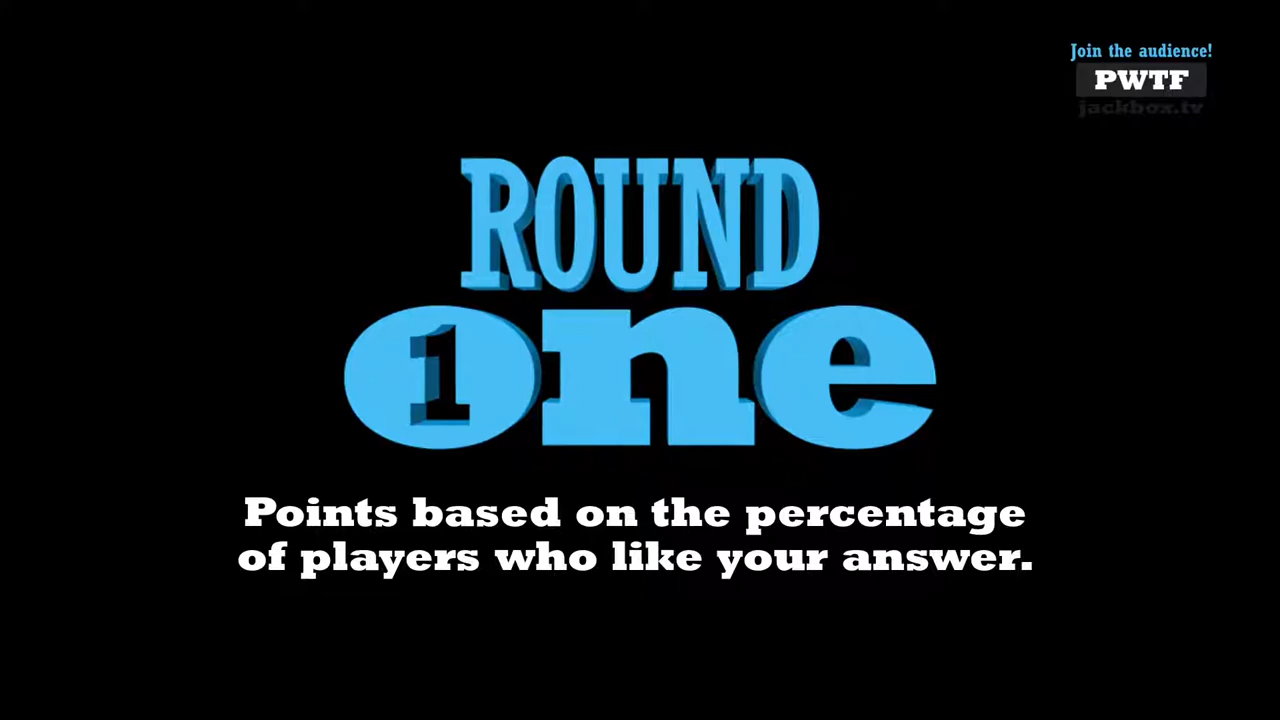 Join the audience!
PWTF
jackbox.tv
ROUND
One
1
Points based on the percentage
of players who like your answer.